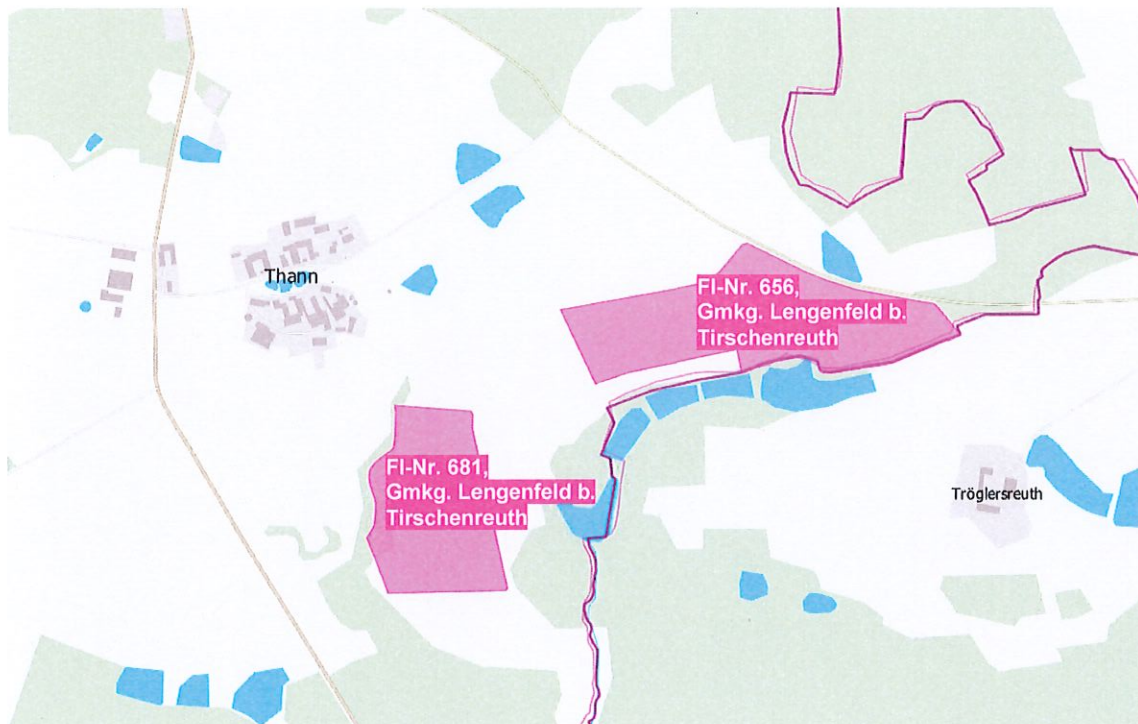 Thann
Fl-Nr. 656,
Gmkg. Lengenfeld b.
Tirschenreuth
Fl-Nr. 681,
Gmkg. Lengenfeld b.
Tirschenreuth
Tröglersreuth